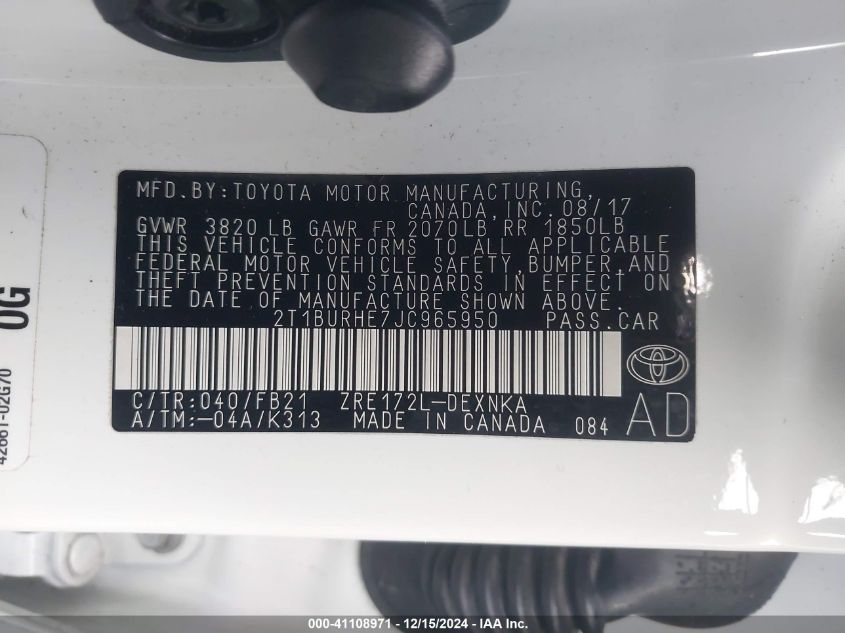 MFD.BY:TOYOTA MOTOR MANUFACTURING,
CANADA,INC.08/17
GVWR 3820LB GAWR FR 2070LB RR 1850LB
THIS VEHICLE CONFORMS TO ALL APPLICABLE
FEDERAL MOTOR VEHICLE SAFETY,BUMPER,AND
THEFT PREVENTION STANDARDS IN EFFECT ON
THE DATE OF MANUFACTURE SHOWN ABOVE.
2T1BURHE7JC965950 PASS.CAR
C/TR:040/FB21 ZRE172L-DEXNKA
A/TM:-04A/K313 MADE IN CANADA 084
AD
0G
42661-02G70
000-41108971 - 12/15/2024 - IAA Inc.